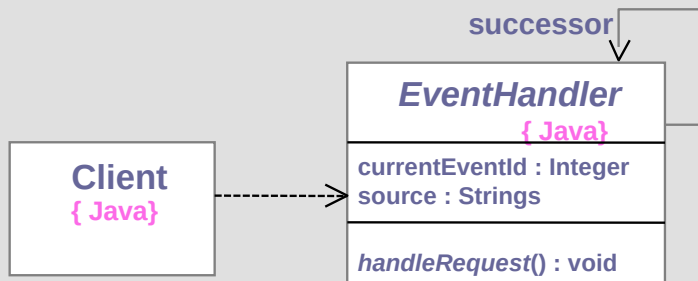 successor
EventHandler
{ Java}
currentEventId : Integer
source : Strings
handleRequest() : void
Client
{ Java}